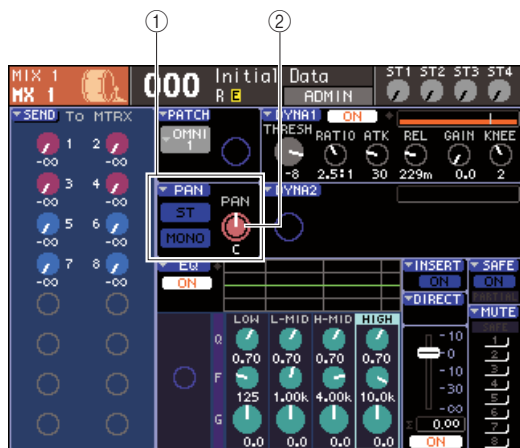 ① ②
MIX 1
MX 1
000 Initial Data
R E ADMIN
ST1 ST2 ST3 ST4
SEND To MTRX
1 2
-∞ -∞
3 4
-∞ -∞
5 6
-∞ -∞
7 8
-∞ -∞
PATCH
OMNI
1
DYNA1 ON
THRESH RATIO ATK REL GAIN KNEE
-8 2.5:1 30 229m 0.0 2
PAN
ST
MONO
PAN
C
DYNA2
EQ
ON
LOW L-MID H-MID HIGH
Q
0.70 0.70 0.70 0.70
F
125 1.00k 4.00k 10.0k
G
0.0 0.0 0.0 0.0
INSERT
ON
DIRECT
10
0
-10
-30
-∞
Σ 0.00
ON
SAFE
ON
PARTIAL
MUTE
SAFE
1
2
3
4
5
6
7
8